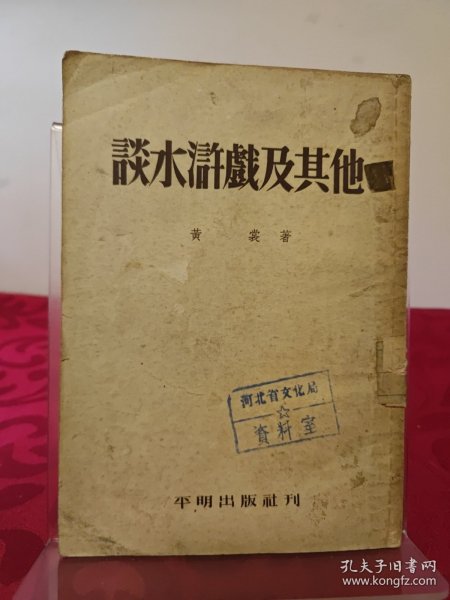 談水滸戲及其他
黃裳著
河北省文化局
☆
資料室
平明出版社刊
孔夫子旧书网
www.kongfz.com